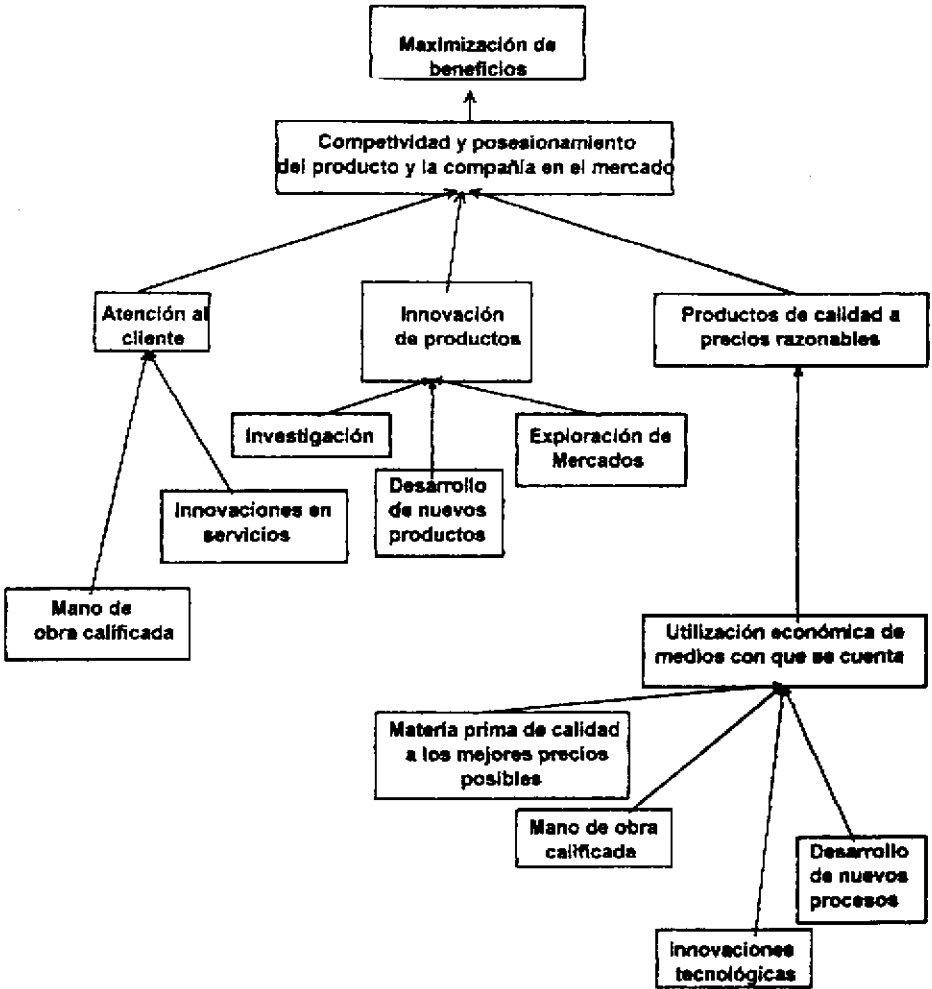 Maximización de
beneficios
Competividad y posesionamiento
del producto y la compañía en el mercado
Atención al
cliente
Innovación
de productos
Productos de calidad a
precios razonables
Investigación
Exploración de
Mercados
Innovaciones en
servicios
Desarrollo
de nuevos
productos
Mano de
obra calificada
Utilización económica de
medios con que se cuenta
Matería prima de calidad
a los mejores precios
posibles
Mano de obra
calificada
Desarrollo
de nuevos
procesos
Innovaciones
tecnológicas